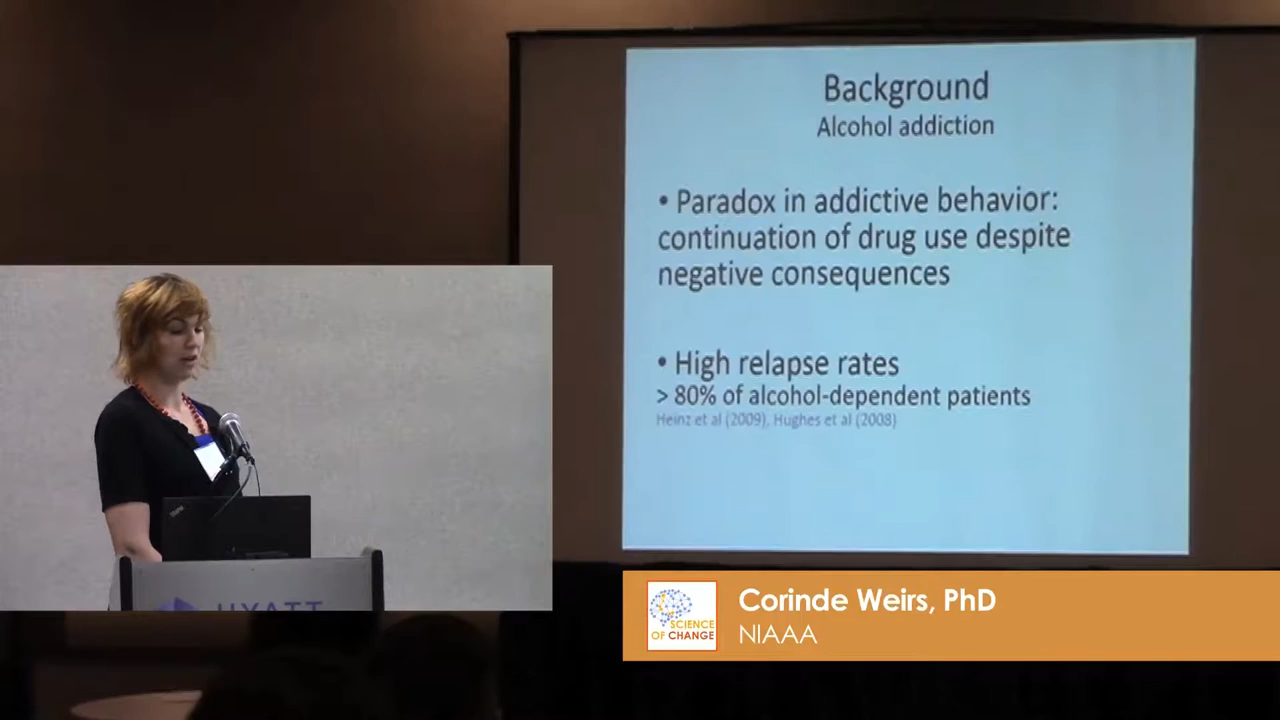 Background
Alcohol addiction
• Paradox in addictive behavior:
continuation of drug use despite
negative consequences
• High relapse rates
> 80% of alcohol-dependent patients
Heinz et al (2009), Hughes et al (2008)
HYATT
SCIENCE
OF CHANGE
Corinde Weirs, PhD
NIAAA